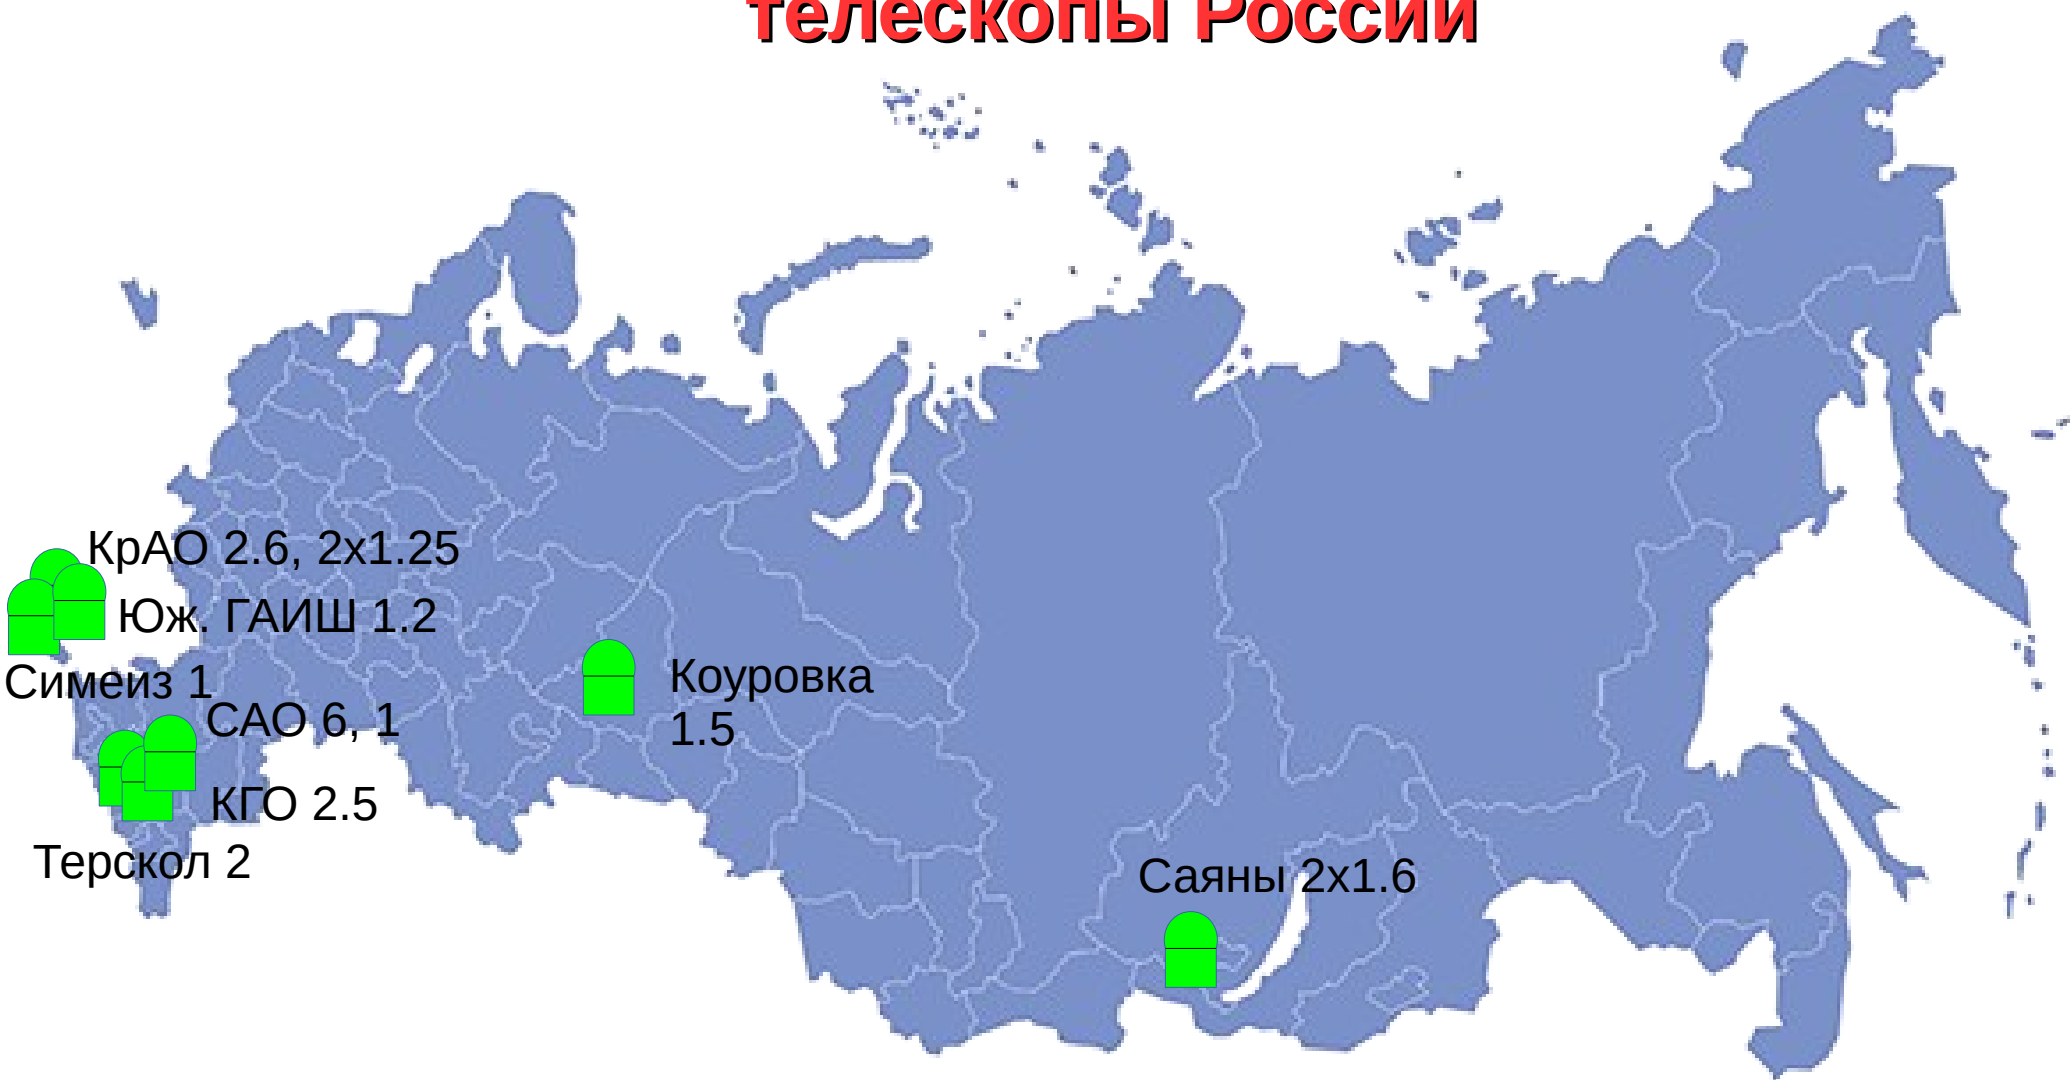 телескопы России
КрАО 2.6, 2x1.25
Юж. ГАИШ 1.2
Симеиз 1
САО 6, 1
КГО 2.5
Терскол 2
Коуровка
1.5
Саяны 2x1.6